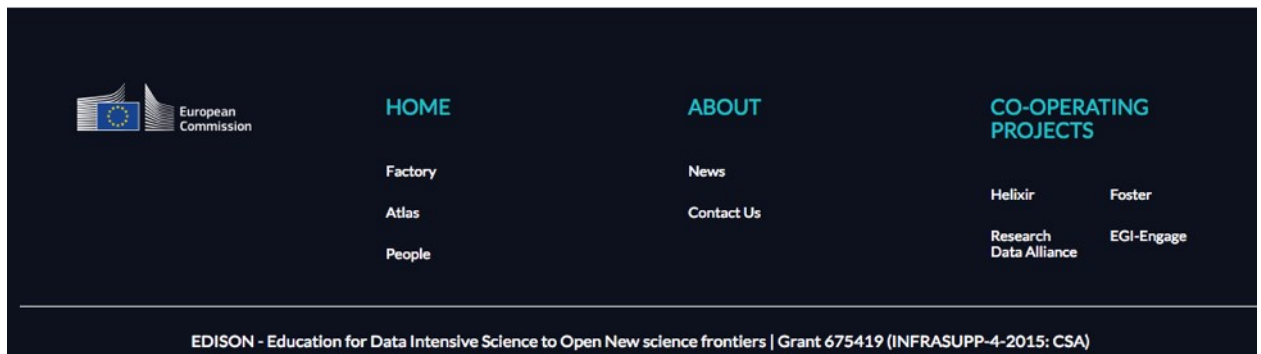 European
Commission
HOME
Factory
Atlas
People
ABOUT
News
Contact Us
CO-OPERATING
PROJECTS
Helixir
Foster
Research
Data Alliance
EGI-Engage
EDISON - Education for Data Intensive Science to Open New science frontiers | Grant 675419 (INFRASUPP-4-2015: CSA)